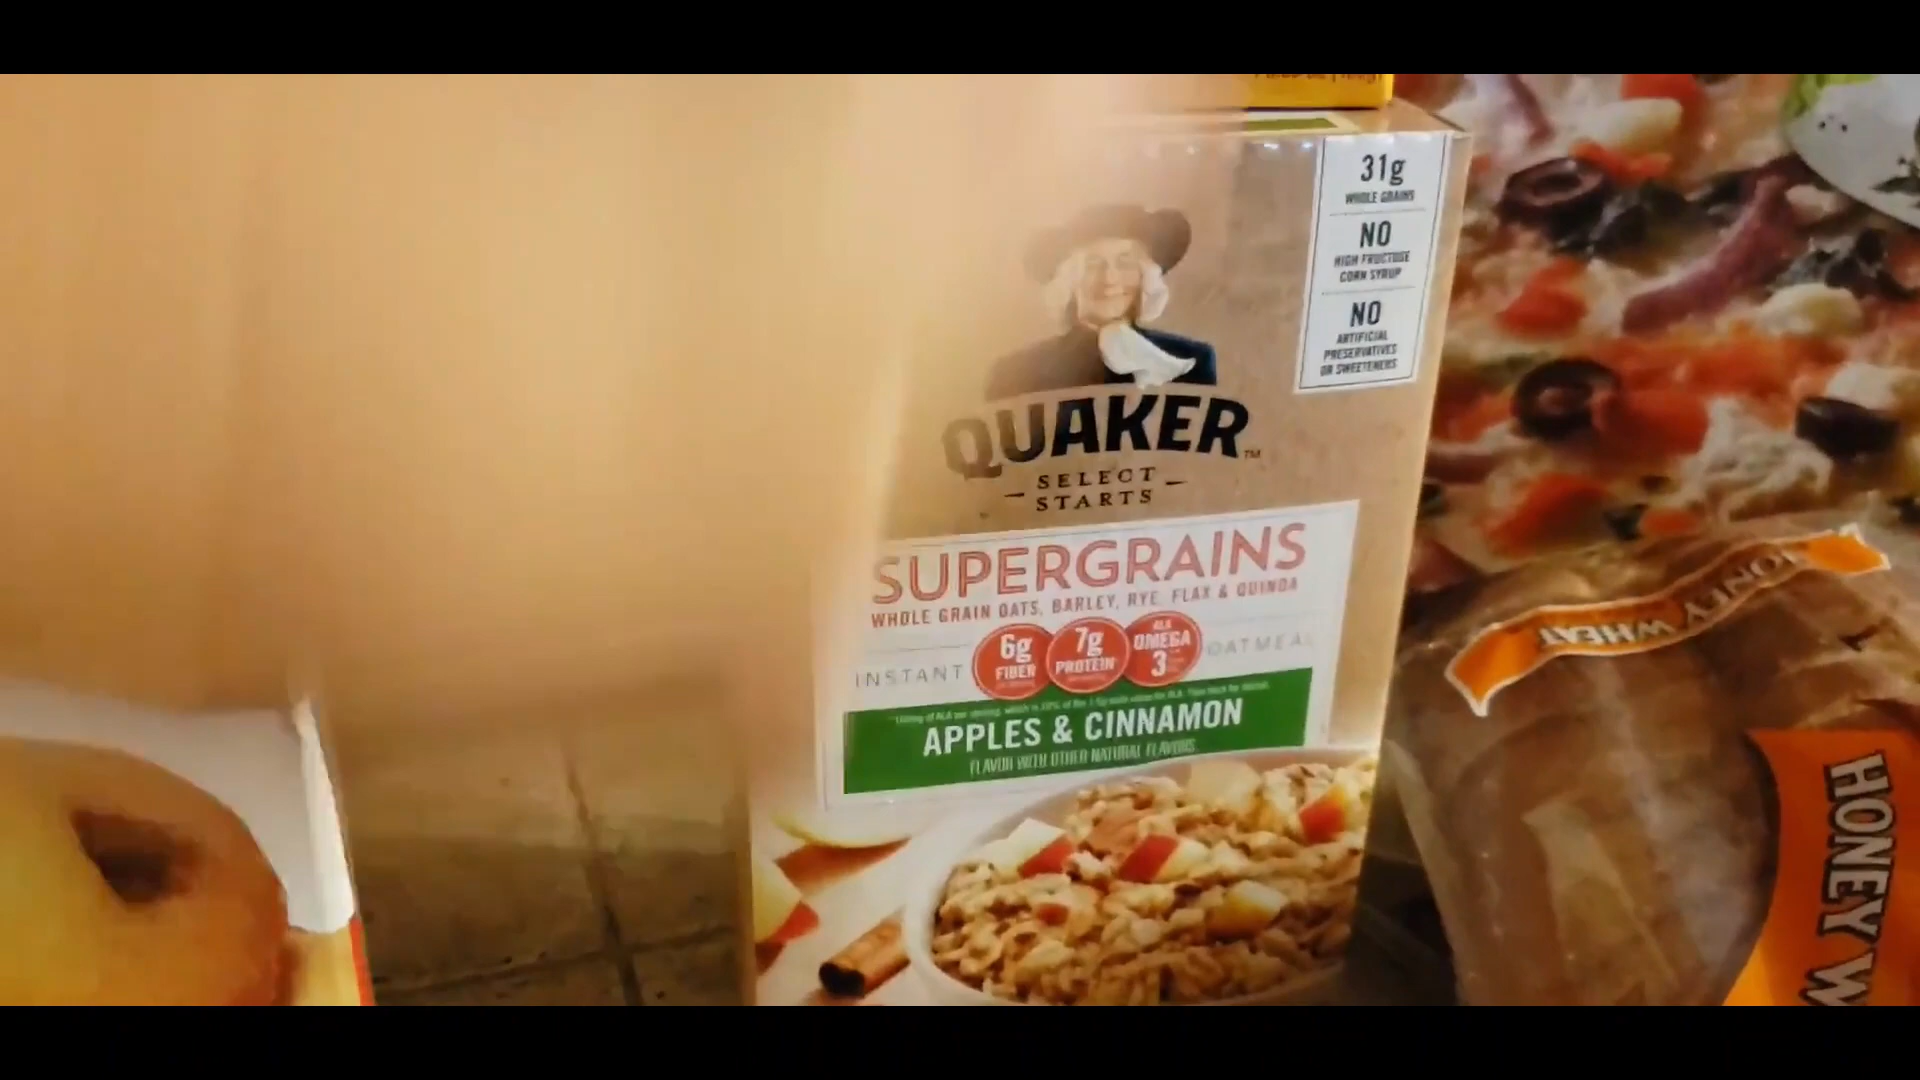 31g
WHOLE GRAINS
NO
HIGH FRUCTOSE
CORN SYRUP
NO
ARTIFICIAL
PRESERVATIVES
OR SWEETENERS
QUAKER™
SELECT
STARTS
SUPERGRAINS
WHOLE GRAIN OATS, BARLEY, RYE, FLAX & QUINOA
INSTANT
6g
FIBER
7g
PROTEIN
ALA
OMEGA
3
OATMEAL
APPLES & CINNAMON
FLAVOR WITH OTHER NATURAL FLAVORS
HONEY WHEAT
HONEY W